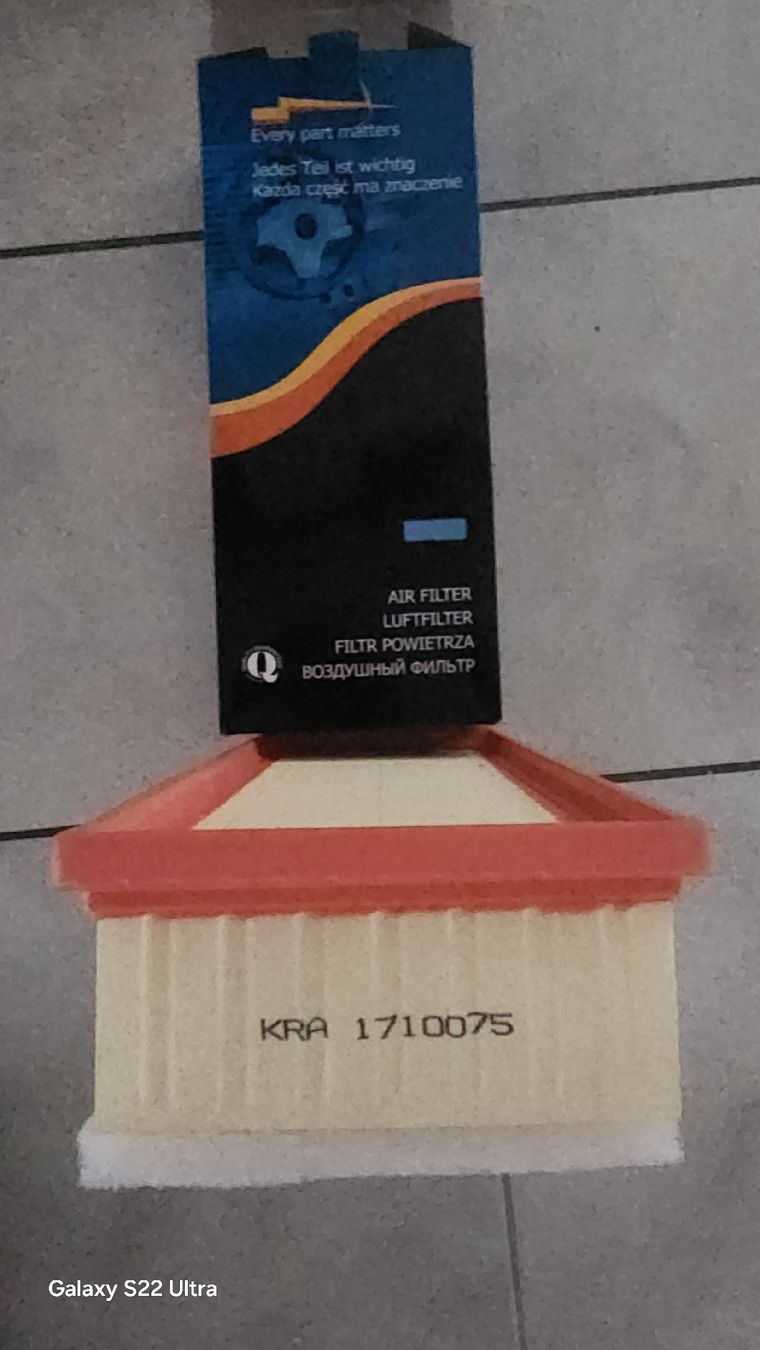 Every part matters
Jedes Teil ist wichtig
Każda część ma znaczenie
AIR FILTER
LUFTFILTER
FILTR POWIETRZA
ВОЗДУШНЫЙ ФИЛЬТР
Q
KRA 1710075
Galaxy S22 Ultra